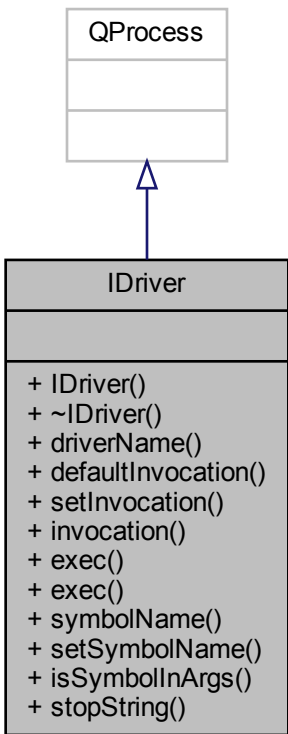 QProcess
IDriver
+ IDriver()
+ ~IDriver()
+ driverName()
+ defaultInvocation()
+ setInvocation()
+ invocation()
+ exec()
+ exec()
+ symbolName()
+ setSymbolName()
+ isSymbolInArgs()
+ stopString()